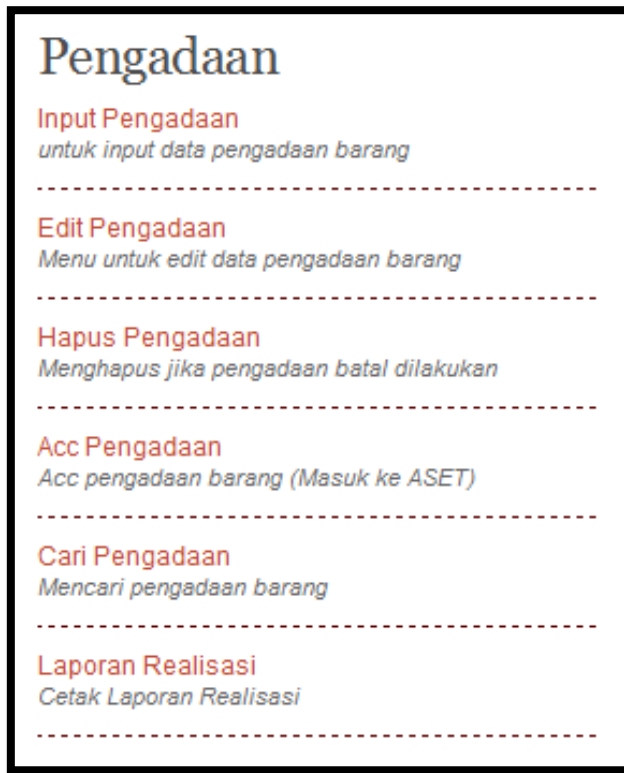 Pengadaan
Input Pengadaan
untuk input data pengadaan barang
Edit Pengadaan
Menu untuk edit data pengadaan barang
Hapus Pengadaan
Menghapus jika pengadaan batal dilakukan
Acc Pengadaan
Acc pengadaan barang (Masuk ke ASET)
Cari Pengadaan
Mencari pengadaan barang
Laporan Realisasi
Cetak Laporan Realisasi